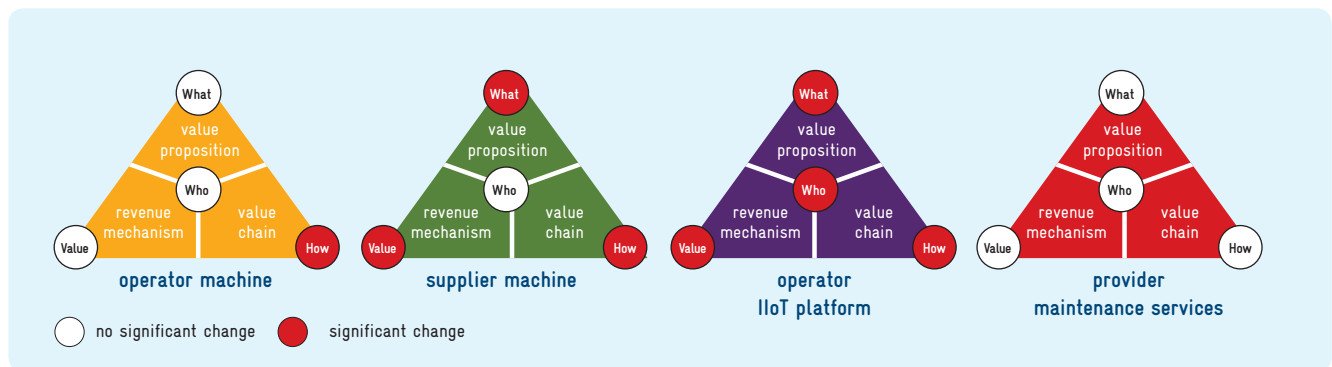 What
value
proposition
Who
revenue
mechanism
value
chain
Value
How
operator machine
What
value
proposition
Who
revenue
mechanism
value
chain
Value
How
supplier machine
What
value
proposition
Who
revenue
mechanism
value
chain
Value
How
operator
IIoT platform
What
value
proposition
Who
revenue
mechanism
value
chain
Value
How
provider
maintenance services
no significant change
significant change